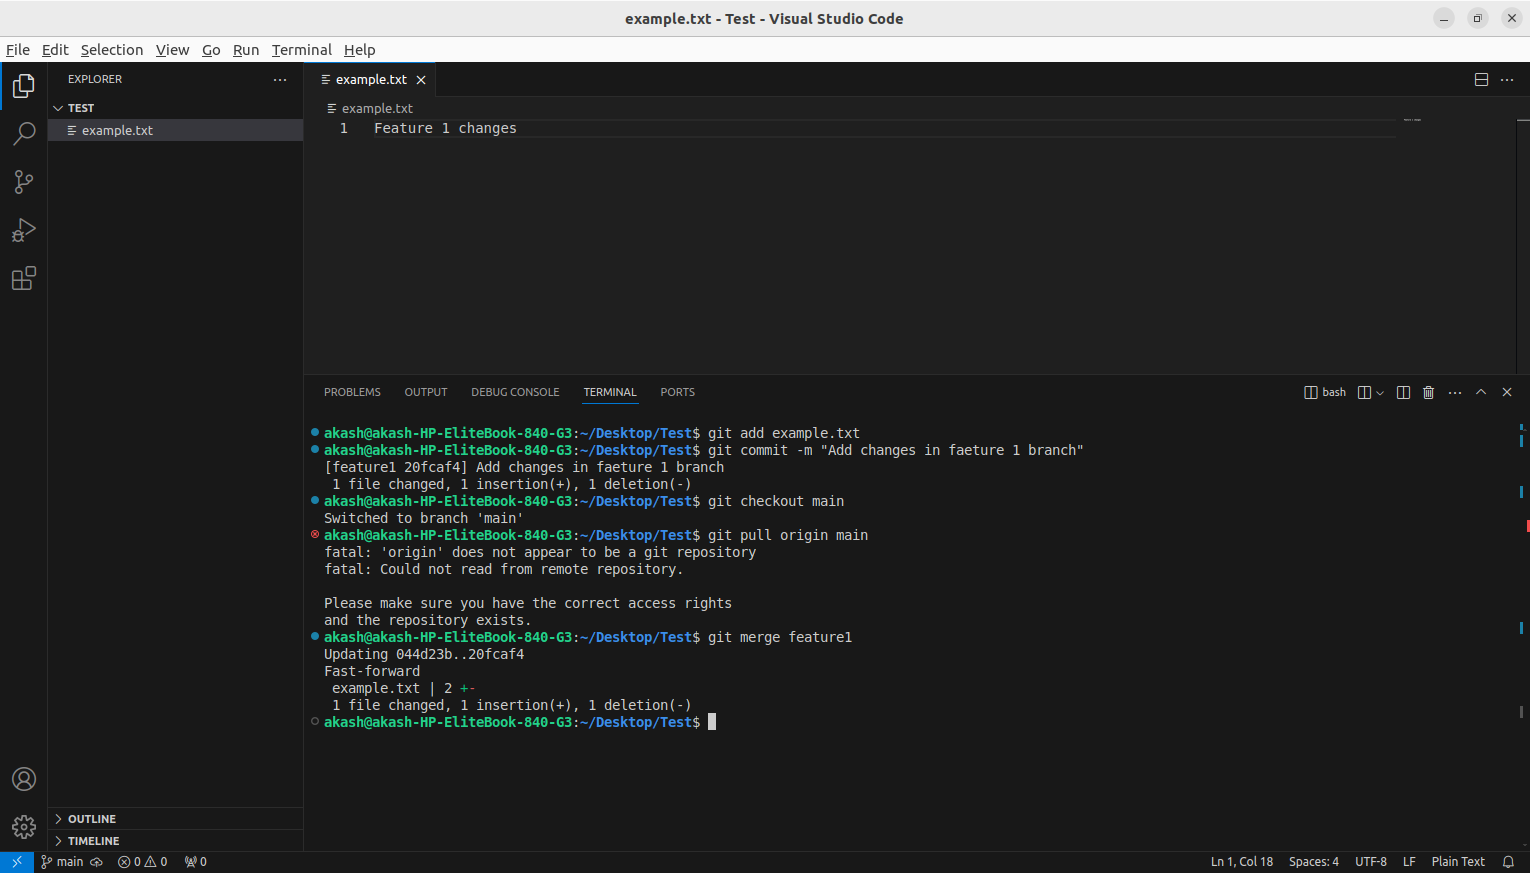 example.txt - Test - Visual Studio Code
File Edit Selection View Go Run Terminal Help
EXPLORER
TEST
example.txt
OUTLINE
TIMELINE
example.txt
example.txt
1 Feature 1 changes
PROBLEMS OUTPUT DEBUG CONSOLE TERMINAL PORTS
bash
akash@akash-HP-EliteBook-840-G3:~/Desktop/Test$ git add example.txt
akash@akash-HP-EliteBook-840-G3:~/Desktop/Test$ git commit -m "Add changes in faeture 1 branch"
[feature1 20fcaf4] Add changes in faeture 1 branch
1 file changed, 1 insertion(+), 1 deletion(-)
akash@akash-HP-EliteBook-840-G3:~/Desktop/Test$ git checkout main
Switched to branch 'main'
akash@akash-HP-EliteBook-840-G3:~/Desktop/Test$ git pull origin main
fatal: 'origin' does not appear to be a git repository
fatal: Could not read from remote repository.
Please make sure you have the correct access rights
and the repository exists.
akash@akash-HP-EliteBook-840-G3:~/Desktop/Test$ git merge feature1
Updating 044d23b..20fcaf4
Fast-forward
example.txt | 2 +-
1 file changed, 1 insertion(+), 1 deletion(-)
akash@akash-HP-EliteBook-840-G3:~/Desktop/Test$
main 0 0 0 Ln 1, Col 18 Spaces: 4 UTF-8 LF Plain Text